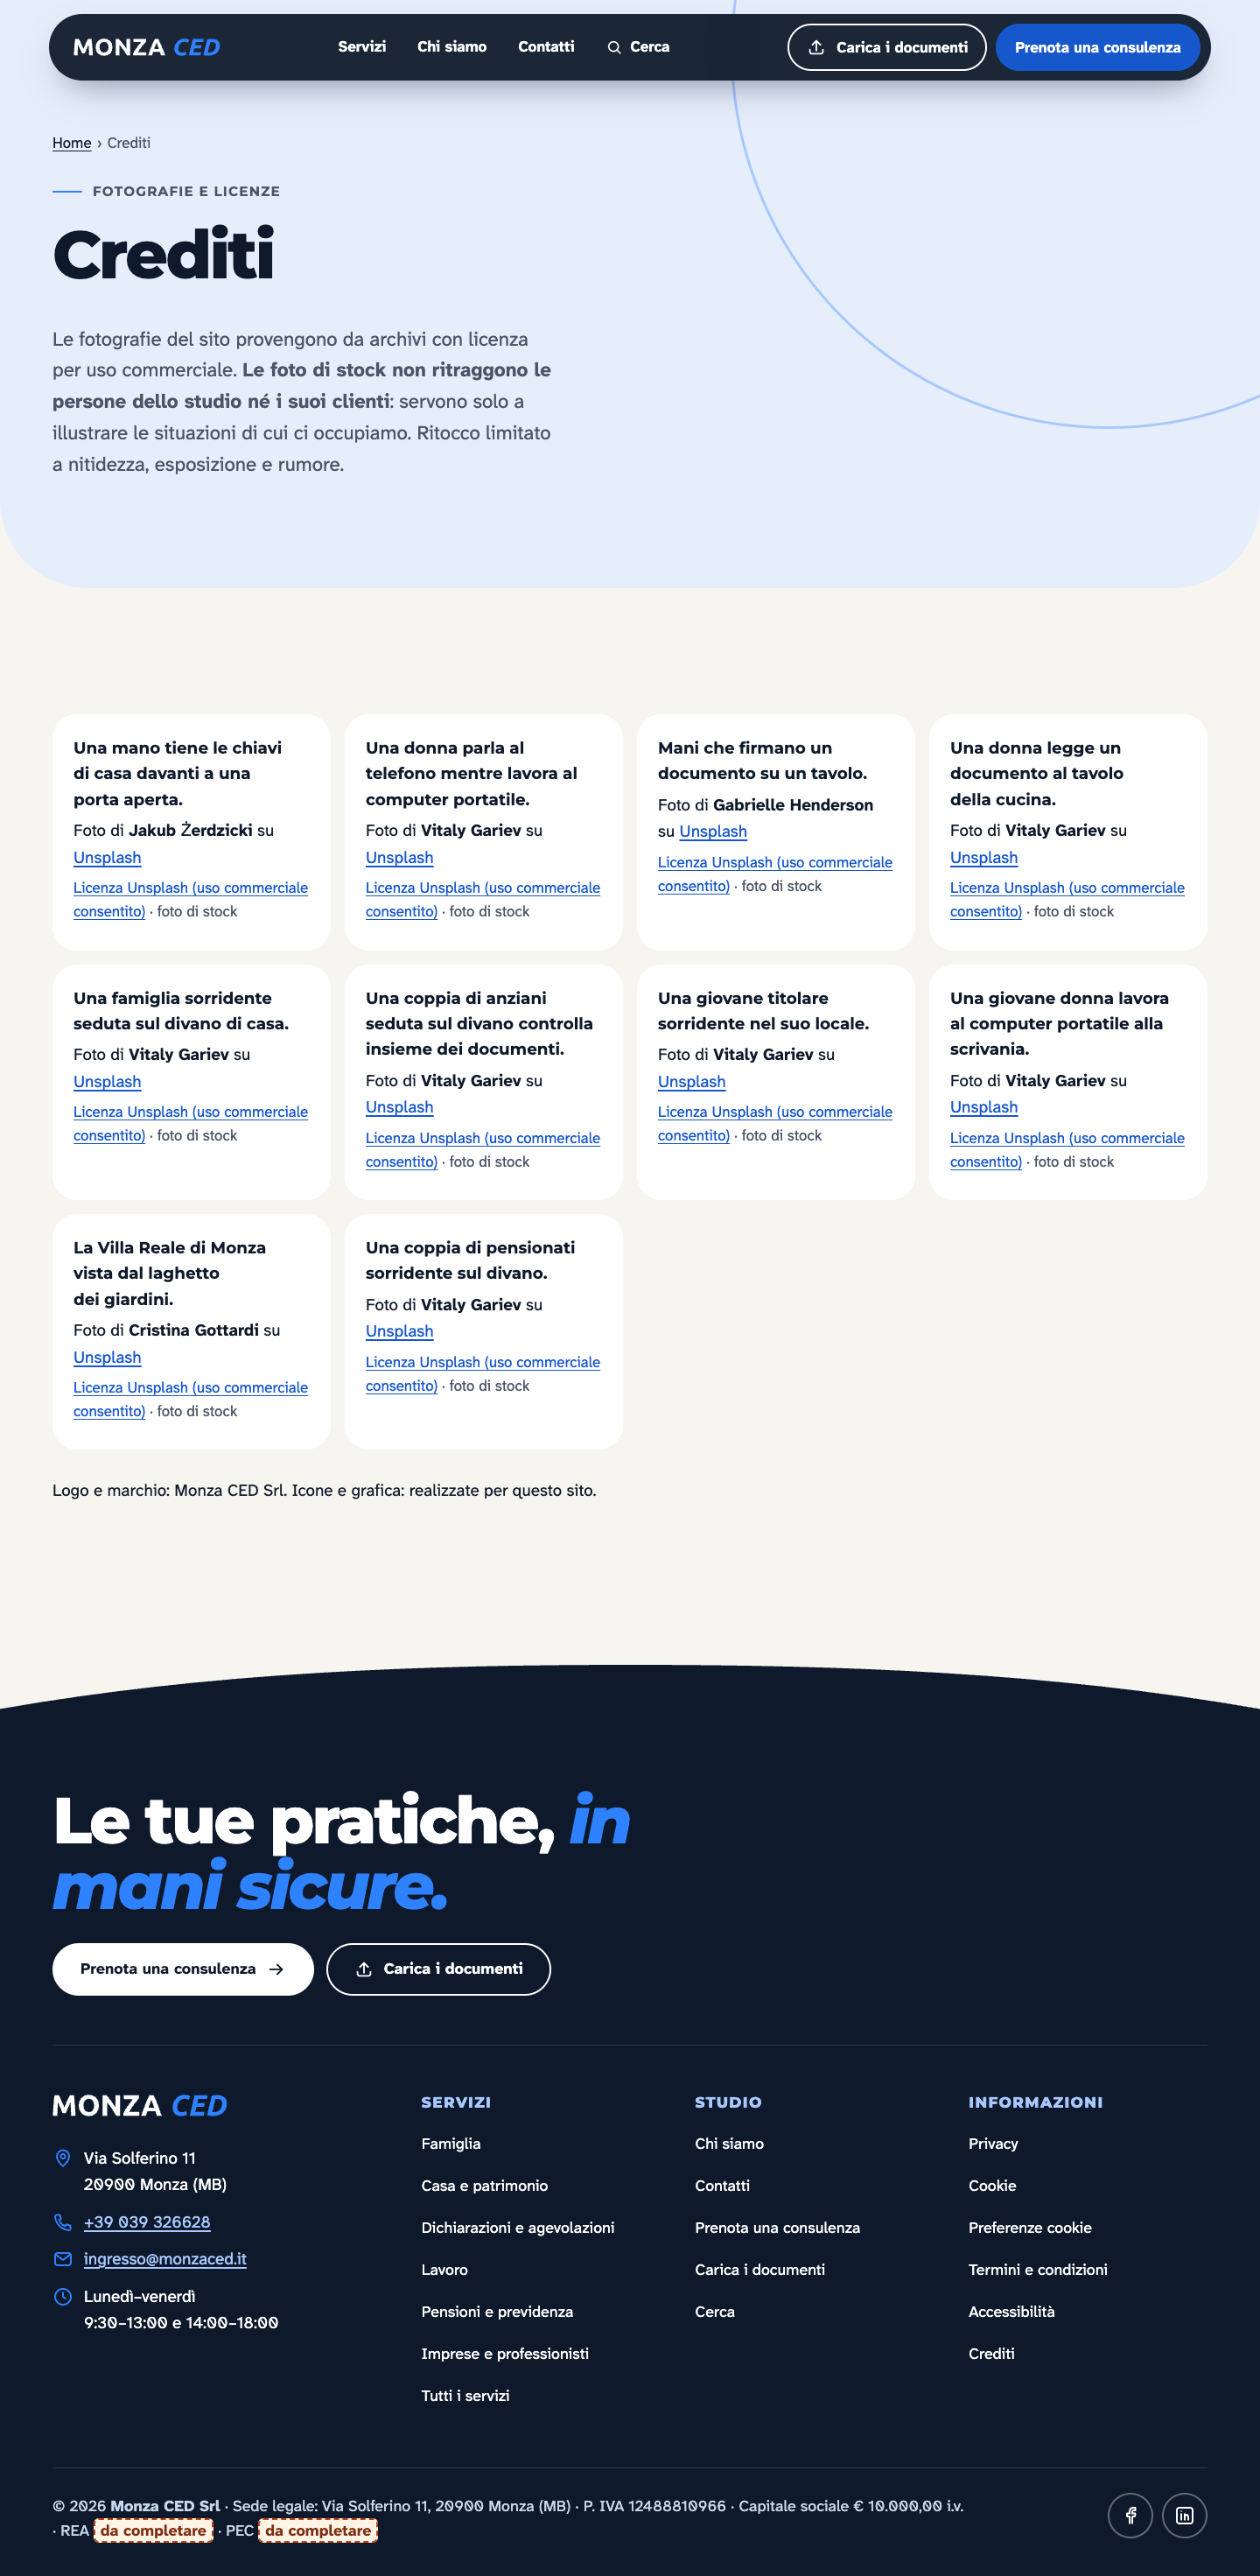 MONZA CED
Servizi
Chi siamo
Contatti
Cerca
Carica i documenti
Prenota una consulenza
Home › Crediti
FOTOGRAFIE E LICENZE
Crediti
Le fotografie del sito provengono da archivi con licenza
per uso commerciale. Le foto di stock non ritraggono le
persone dello studio né i suoi clienti: servono solo a
illustrare le situazioni di cui ci occupiamo. Ritocco limitato
a nitidezza, esposizione e rumore.
Una mano tiene le chiavi
di casa davanti a una
porta aperta.
Foto di Jakub Żerdzicki su
Unsplash
Licenza Unsplash (uso commerciale
consentito) · foto di stock
Una donna parla al
telefono mentre lavora al
computer portatile.
Foto di Vitaly Gariev su
Unsplash
Licenza Unsplash (uso commerciale
consentito) · foto di stock
Mani che firmano un
documento su un tavolo.
Foto di Gabrielle Henderson
su Unsplash
Licenza Unsplash (uso commerciale
consentito) · foto di stock
Una donna legge un
documento al tavolo
della cucina.
Foto di Vitaly Gariev su
Unsplash
Licenza Unsplash (uso commerciale
consentito) · foto di stock
Una famiglia sorridente
seduta sul divano di casa.
Foto di Vitaly Gariev su
Unsplash
Licenza Unsplash (uso commerciale
consentito) · foto di stock
Una coppia di anziani
seduta sul divano controlla
insieme dei documenti.
Foto di Vitaly Gariev su
Unsplash
Licenza Unsplash (uso commerciale
consentito) · foto di stock
Una giovane titolare
sorridente nel suo locale.
Foto di Vitaly Gariev su
Unsplash
Licenza Unsplash (uso commerciale
consentito) · foto di stock
Una giovane donna lavora
al computer portatile alla
scrivania.
Foto di Vitaly Gariev su
Unsplash
Licenza Unsplash (uso commerciale
consentito) · foto di stock
La Villa Reale di Monza
vista dal laghetto
dei giardini.
Foto di Cristina Gottardi su
Unsplash
Licenza Unsplash (uso commerciale
consentito) · foto di stock
Una coppia di pensionati
sorridente sul divano.
Foto di Vitaly Gariev su
Unsplash
Licenza Unsplash (uso commerciale
consentito) · foto di stock
Logo e marchio: Monza CED Srl. Icone e grafica: realizzate per questo sito.
Le tue pratiche, in
mani sicure.
Prenota una consulenza
Carica i documenti
MONZA CED
Via Solferino 11
20900 Monza (MB)
+39 039 326628
ingresso@monzaced.it
Lunedì–venerdì
9:30–13:00 e 14:00–18:00
SERVIZI
Famiglia
Casa e patrimonio
Dichiarazioni e agevolazioni
Lavoro
Pensioni e previdenza
Imprese e professionisti
Tutti i servizi
STUDIO
Chi siamo
Contatti
Prenota una consulenza
Carica i documenti
Cerca
INFORMAZIONI
Privacy
Cookie
Preferenze cookie
Termini e condizioni
Accessibilità
Crediti
© 2026 Monza CED Srl · Sede legale: Via Solferino 11, 20900 Monza (MB) · P. IVA 12488810966 · Capitale sociale € 10.000,00 i.v.
· REA da completare · PEC da completare